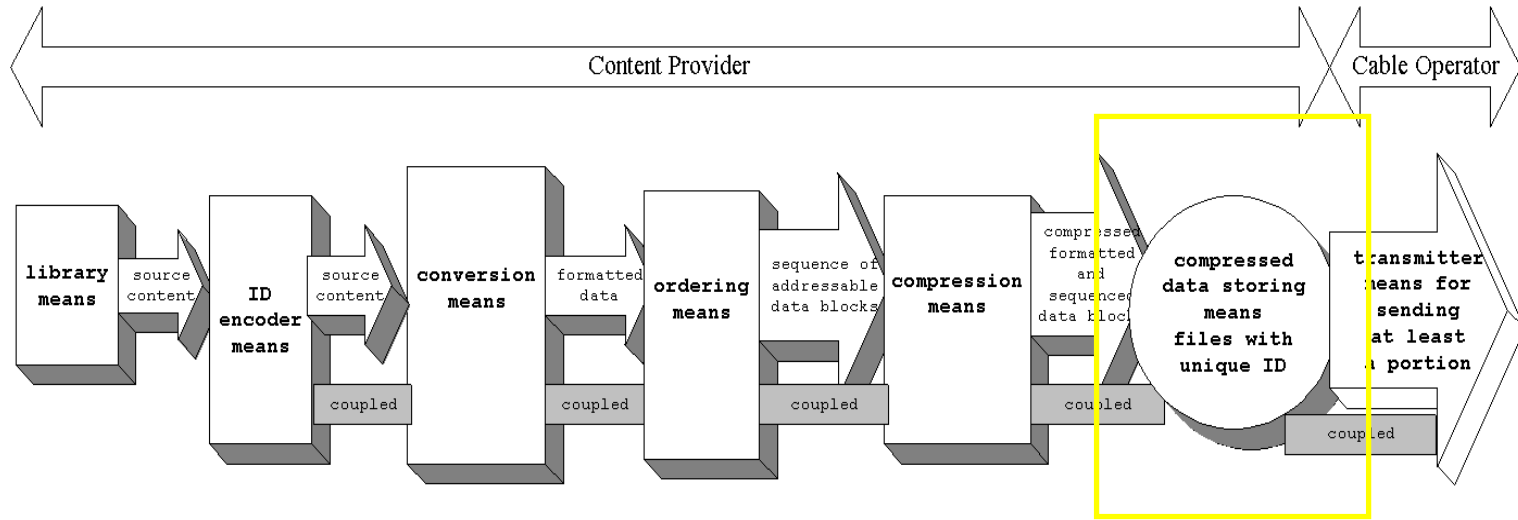 Content Provider
Cable Operator
library
means
source
content
ID
encoder
means
source
content
coupled
conversion
means
formatted
data
coupled
ordering
means
sequence of
addressable
data blocks
coupled
compression
means
compressed
formatted
and
sequenced
data block
coupled
compressed
data storing
means
files with
unique ID
coupled
transmitter
means for
sending
at least
a portion